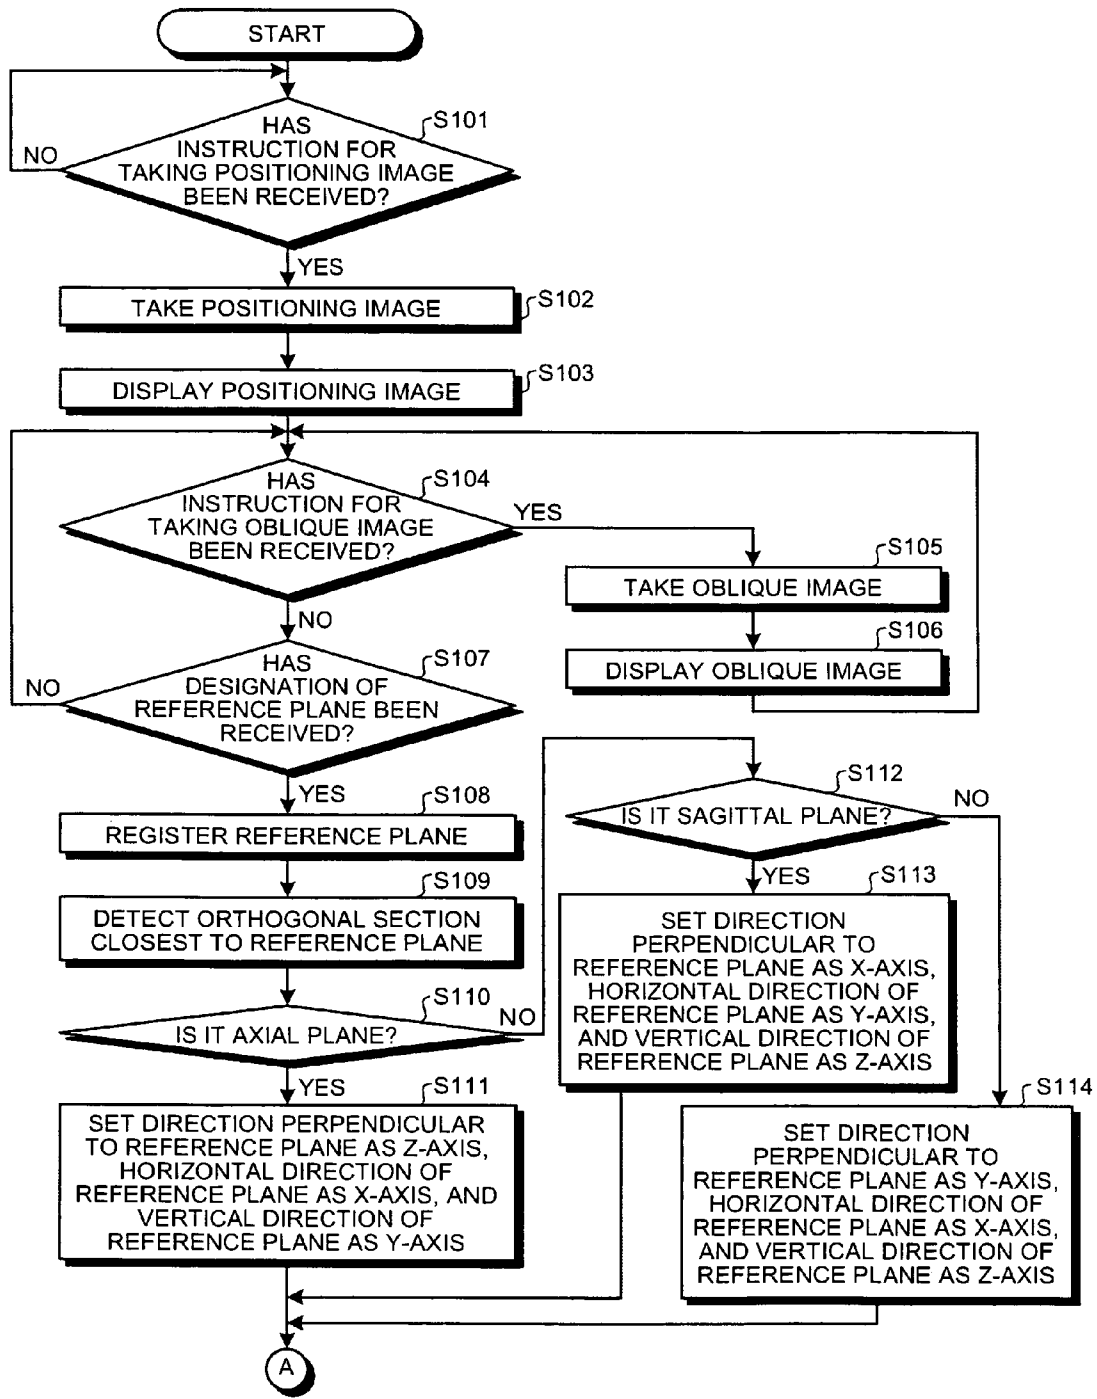 START
S101
HAS
INSTRUCTION FOR
TAKING POSITIONING IMAGE
BEEN RECEIVED?
NO
YES
S102
TAKE POSITIONING IMAGE
S103
DISPLAY POSITIONING IMAGE
S104
HAS
INSTRUCTION FOR
TAKING OBLIQUE IMAGE
BEEN RECEIVED?
YES
S105
TAKE OBLIQUE IMAGE
S106
DISPLAY OBLIQUE IMAGE
NO
S107
HAS
DESIGNATION OF
REFERENCE PLANE BEEN
RECEIVED?
NO
YES
S108
REGISTER REFERENCE PLANE
S109
DETECT ORTHOGONAL SECTION
CLOSEST TO REFERENCE PLANE
S110
IS IT AXIAL PLANE?
NO
YES
S111
SET DIRECTION PERPENDICULAR
TO REFERENCE PLANE AS Z-AXIS,
HORIZONTAL DIRECTION OF
REFERENCE PLANE AS X-AXIS, AND
VERTICAL DIRECTION OF
REFERENCE PLANE AS Y-AXIS
S112
IS IT SAGITTAL PLANE?
NO
YES
S113
SET DIRECTION
PERPENDICULAR TO
REFERENCE PLANE AS X-AXIS,
HORIZONTAL DIRECTION OF
REFERENCE PLANE AS Y-AXIS,
AND VERTICAL DIRECTION OF
REFERENCE PLANE AS Z-AXIS
S114
SET DIRECTION
PERPENDICULAR TO
REFERENCE PLANE AS Y-AXIS,
HORIZONTAL DIRECTION OF
REFERENCE PLANE AS X-AXIS,
AND VERTICAL DIRECTION OF
REFERENCE PLANE AS Z-AXIS
A